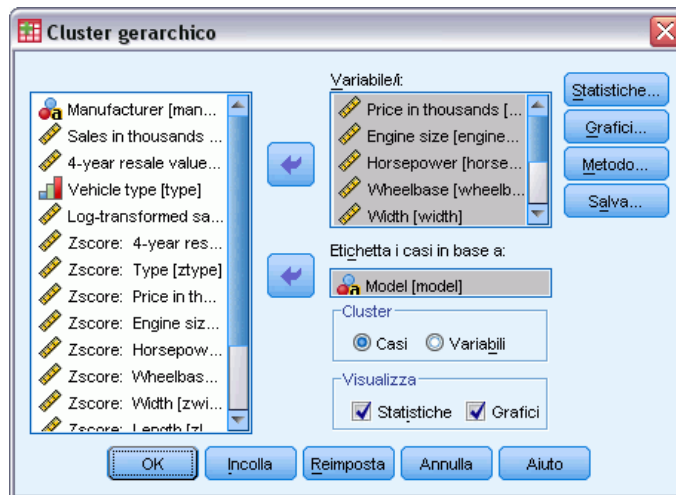 Cluster gerarchico
Manufacturer [man...
Sales in thousands ...
4-year resale value...
Vehicle type [type]
Log-transformed sa...
Zscore: 4-year res...
Zscore: Type [ztype]
Zscore: Price in th...
Zscore: Engine siz...
Zscore: Horsepow...
Zscore: Wheelbas...
Zscore: Width [zwi...
Zscore: Length [zl...
Variabile/i:
Price in thousands [...
Engine size [engine...
Horsepower [horse...
Wheelbase [wheelb...
Width [width]
Etichetta i casi in base a:
Model [model]
Cluster
Casi Variabili
Visualizza
Statistiche Grafici
Statistiche...
Grafici...
Metodo...
Salva...
OK Incolla Reimposta Annulla Aiuto